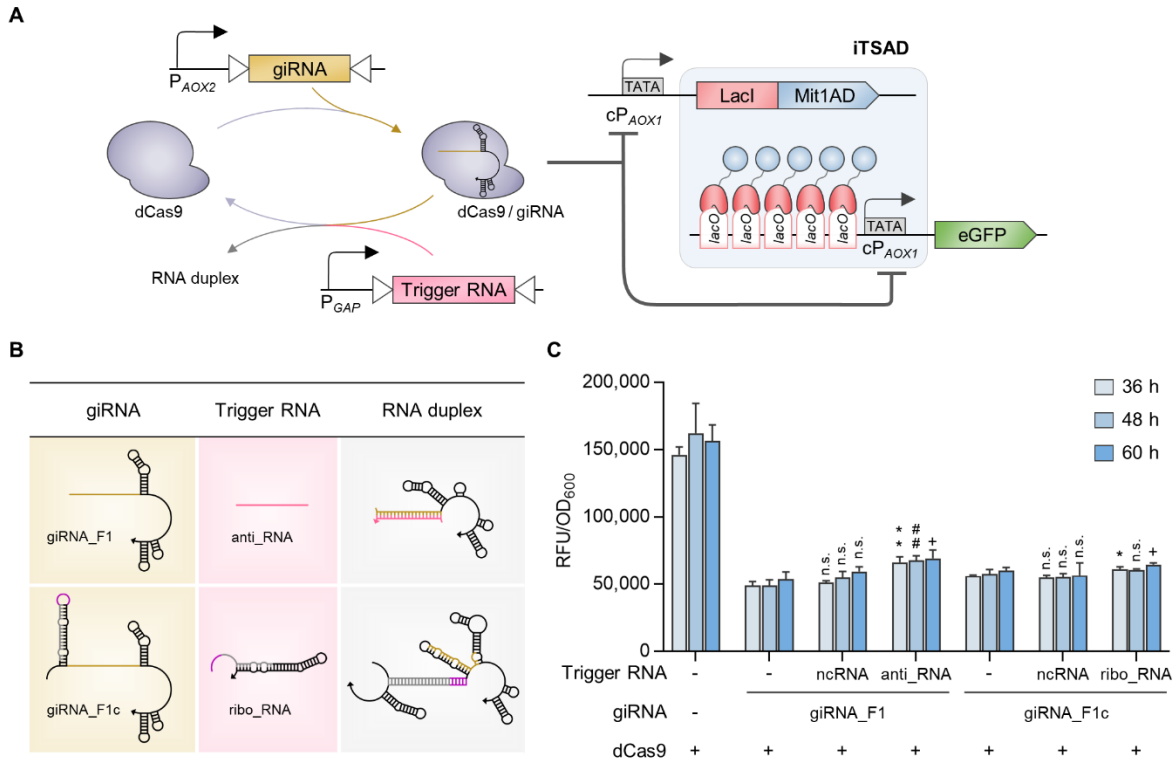 A
P_AOX2
giRNA
dCas9
dCas9 / giRNA
RNA duplex
P_GAP
Trigger RNA
iTSAD
TATA
LacI
Mit1AD
cP_AOX1
lacO
lacO
lacO
lacO
lacO
TATA
cP_AOX1
eGFP
B
giRNA
Trigger RNA
RNA duplex
giRNA_F1
anti_RNA
giRNA_F1c
ribo_RNA
C
RFU/OD600
200,000
150,000
100,000
50,000
0
36 h
48 h
60 h
n.s.
n.s.
n.s.
* *
# #
+
n.s.
n.s.
n.s.
*
n.s.
+
Trigger RNA - - ncRNA anti_RNA - ncRNA ribo_RNA
giRNA - giRNA_F1 giRNA_F1c
dCas9 + + + + + + +